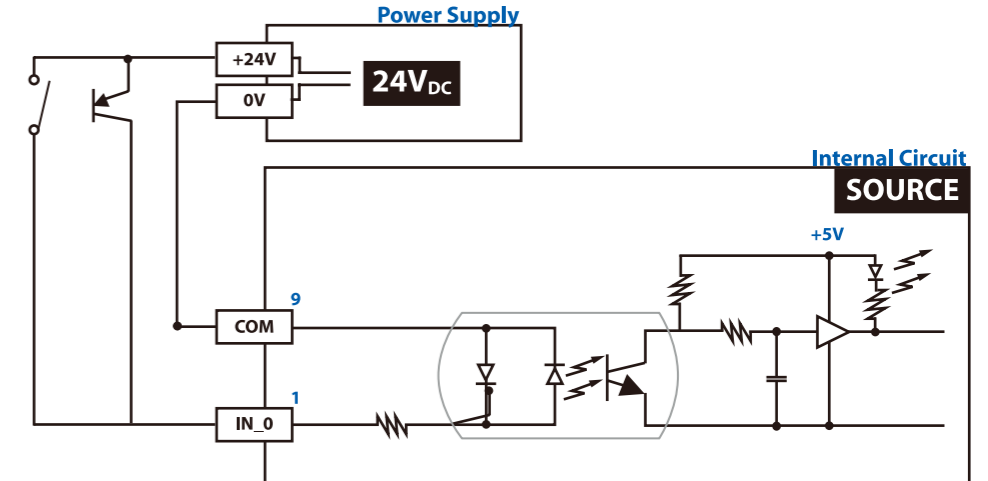 Power Supply
+24V
24VDC
0V
Internal Circuit
SOURCE
+5V
9
COM
1
IN_0